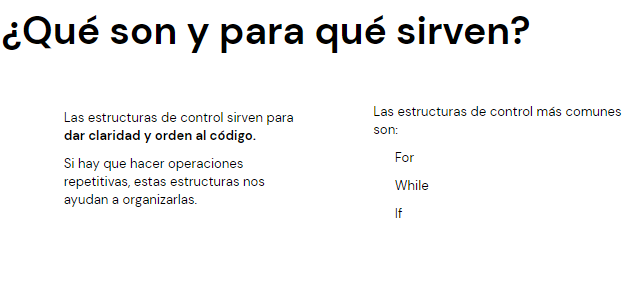 ¿Qué son y para qué sirven?
Las estructuras de control sirven para
dar claridad y orden al código.
Si hay que hacer operaciones
repetitivas, estas estructuras nos
ayudan a organizarlas.
Las estructuras de control más comunes
son:
For
While
If